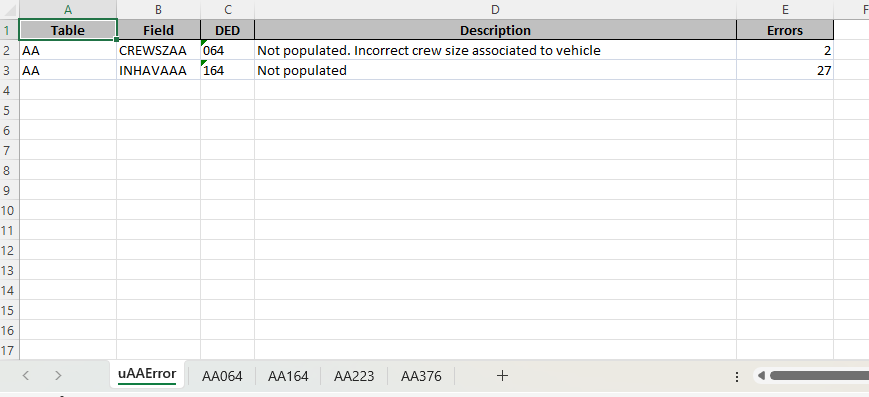 A B C D E F
1 Table Field DED Description Errors
2 AA CREWSZAA 064 Not populated. Incorrect crew size associated to vehicle 2
3 AA INHAVAAA 164 Not populated 27
4
5
6
7
8
9
10
11
12
13
14
15
16
17
uAAError AA064 AA164 AA223 AA376 +